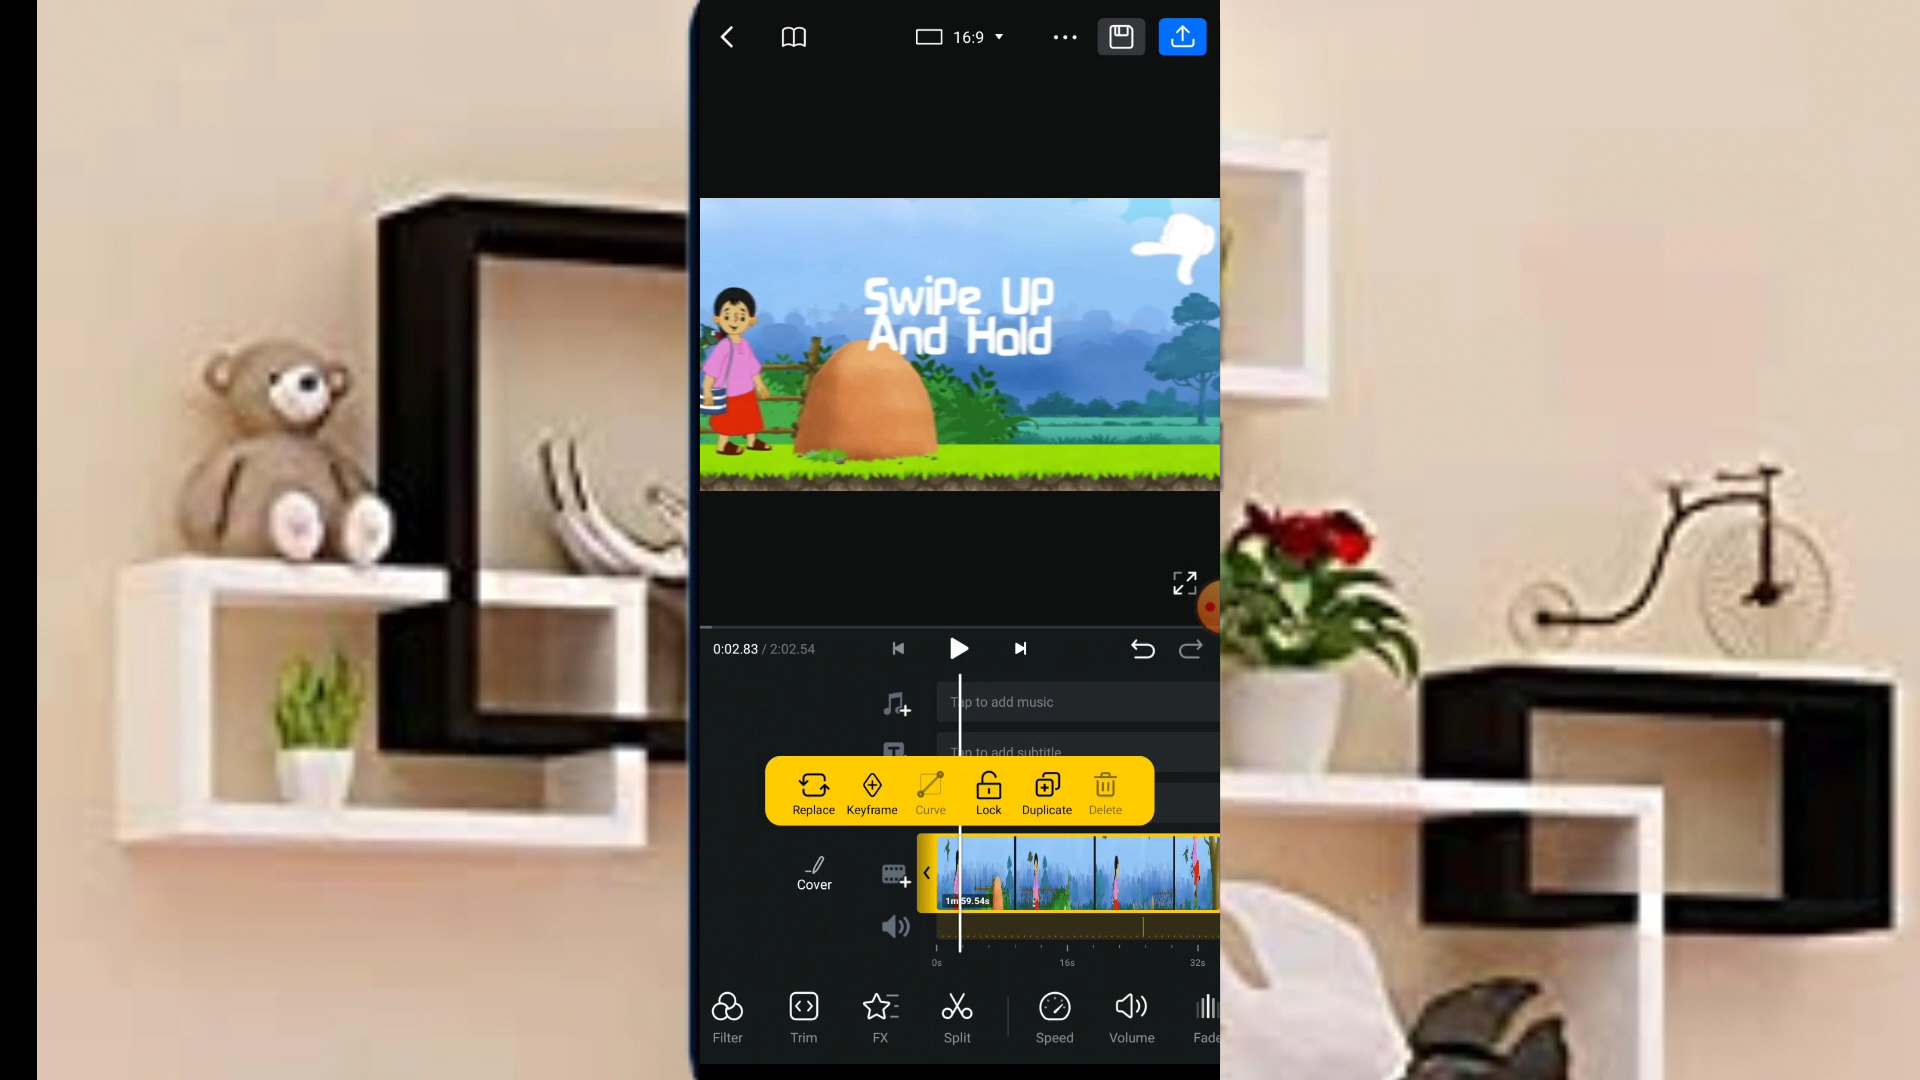 16:9
SwiPe UP
And Hold
0:02.83 / 2:02.54
Tap to add music
Tap to add subtitle
Replace Keyframe Curve Lock Duplicate Delete
Cover
1m59.54s
0s 16s 32s
Filter Trim FX Split Speed Volume Fade